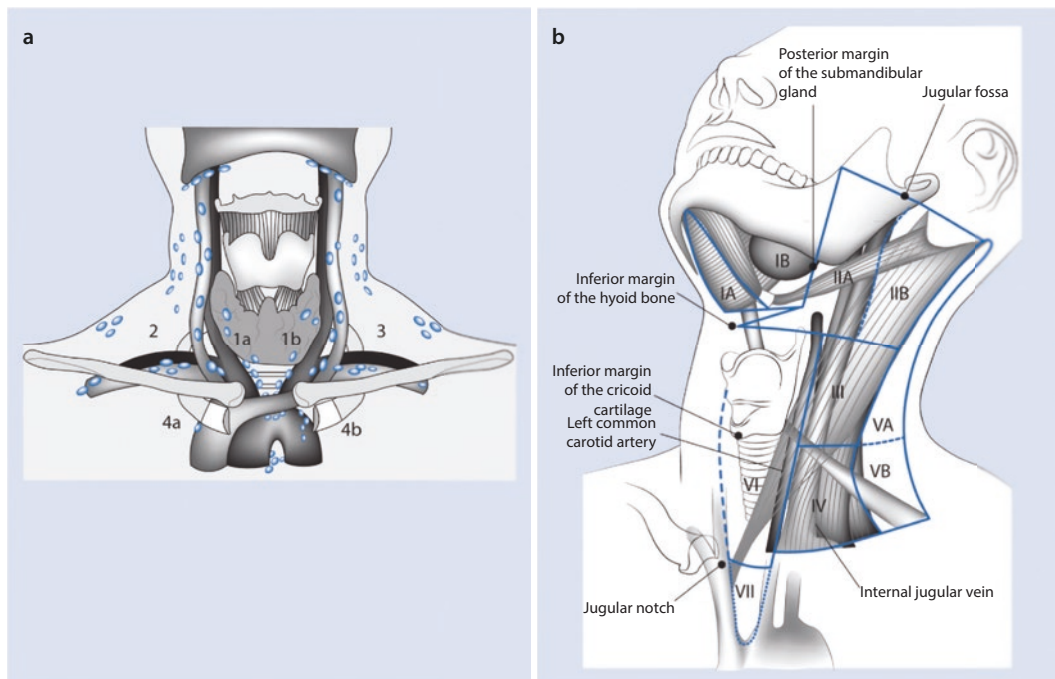 a
2
3
1a
1b
4a
4b
b
Posterior margin
of the submandibular
gland
Jugular fossa
IB
IIA
IA
IIB
Inferior margin
of the hyoid bone
Inferior margin
of the cricoid
cartilage
Left common
carotid artery
III
VA
VB
VI
IV
VII
Internal jugular vein
Jugular notch